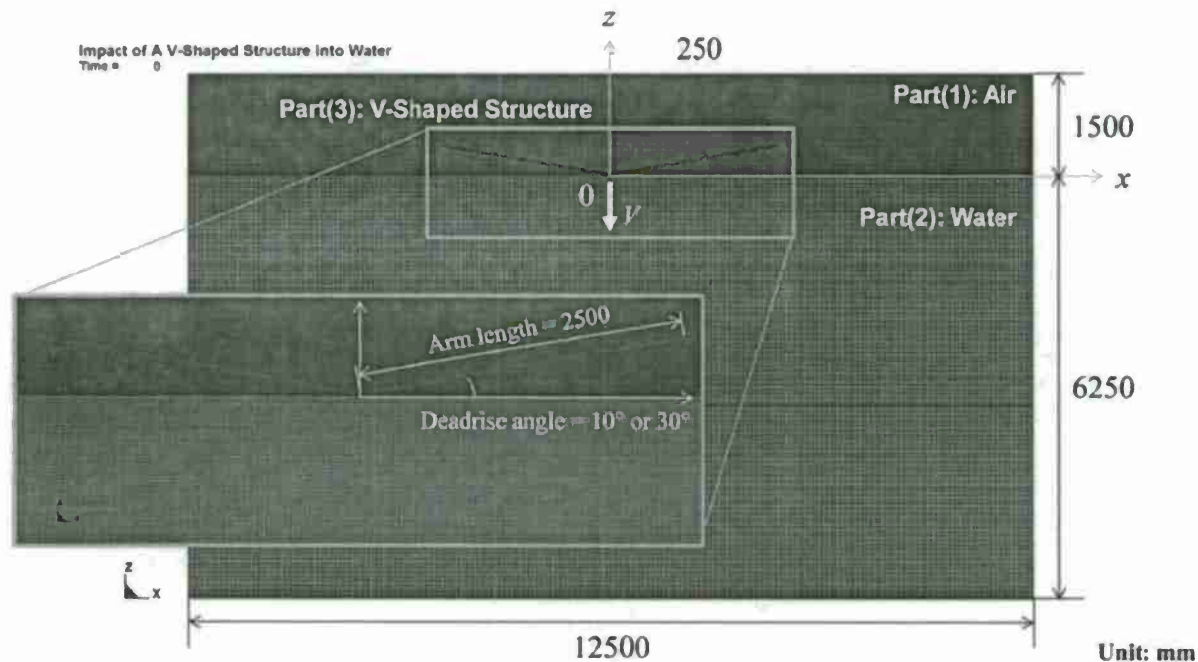 z
250
Impact of A V-Shaped Structure Into Water
Time = 0
Part(1): Air
Part(3): V-Shaped Structure
1500
x
0
V
Part(2): Water
Arm length = 2500
6250
Deadrise angle = 10° or 30°
z
x
12500
Unit: mm